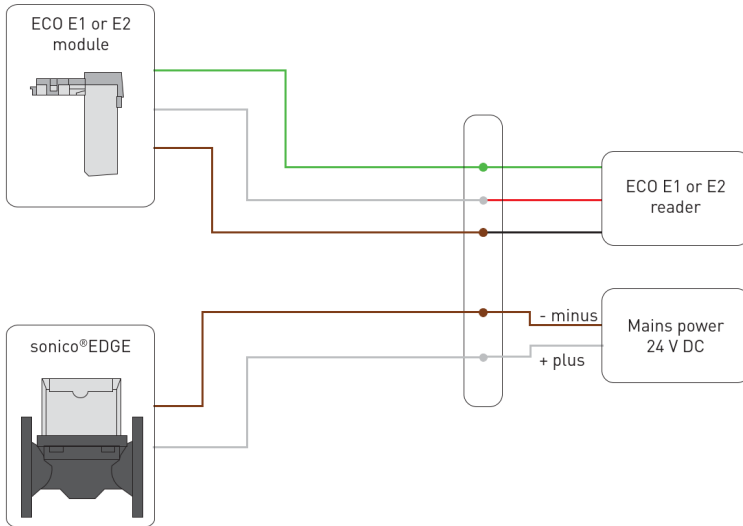 ECO E1 or E2
module
ECO E1 or E2
reader
sonico®EDGE
- minus
+ plus
Mains power
24 V DC